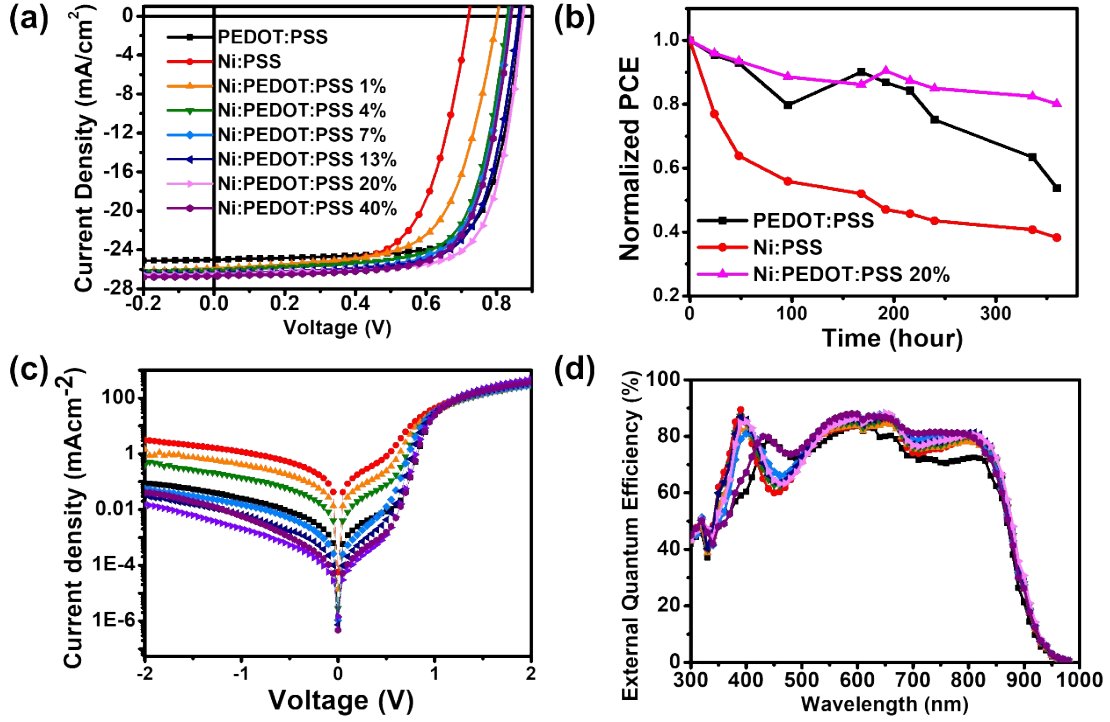 (a)
Current Density (mA/cm²)
0
-4
-8
-12
-16
-20
-24
-28
PEDOT:PSS
Ni:PSS
Ni:PEDOT:PSS 1%
Ni:PEDOT:PSS 4%
Ni:PEDOT:PSS 7%
Ni:PEDOT:PSS 13%
Ni:PEDOT:PSS 20%
Ni:PEDOT:PSS 40%
-0.2 0.0 0.2 0.4 0.6 0.8
Voltage (V)
(b)
Normalized PCE
1.0
0.8
0.6
0.4
0.2
PEDOT:PSS
Ni:PSS
Ni:PEDOT:PSS 20%
0 100 200 300
Time (hour)
(c)
Current density (mAcm⁻²)
100
1
0.01
1E-4
1E-6
-2 -1 0 1 2
Voltage (V)
(d)
External Quantum Efficiency (%)
100
80
60
40
20
0
300 400 500 600 700 800 900 1000
Wavelength (nm)